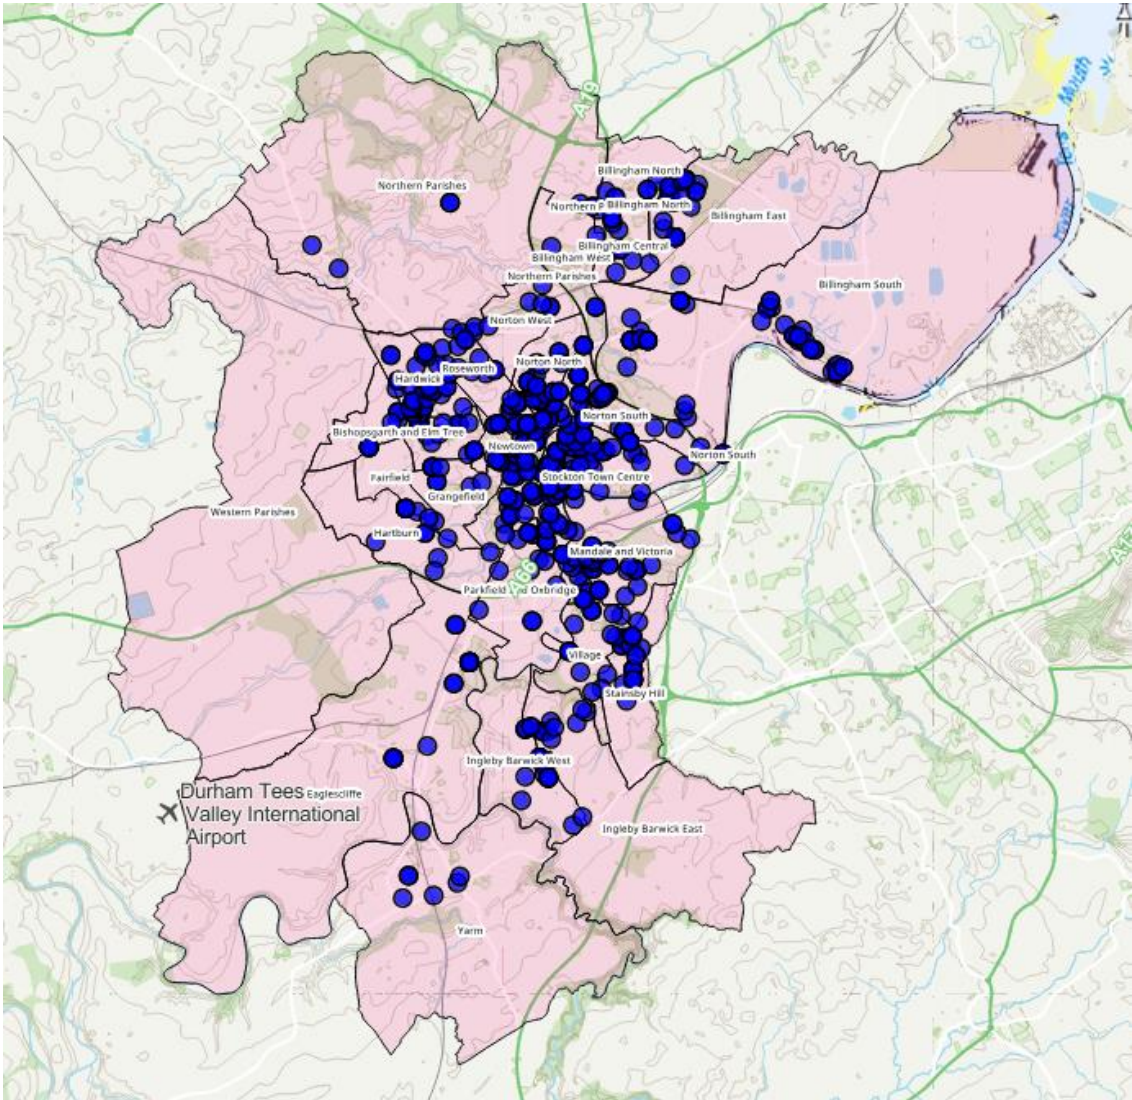 Mouth
A19
Billingham North
Northern Parishes
Northern P
Billingham North
Billingham East
Billingham Central
Billingham West
Northern Parishes
Billingham South
Norton West
Norton North
Roseworth
Hardwick
Norton South
Bishopsgarth and Elm Tree
Newtown
Norton South
Fairfield
Stockton Town Centre
Grangefield
Western Parishes
Hartburn
Mandale and Victoria
A66
Parkfield and Oxbridge
Village
Stainsby Hill
Ingleby Barwick West
Durham Tees
Eaglescliffe
Valley International
Airport
Ingleby Barwick East
Yarm